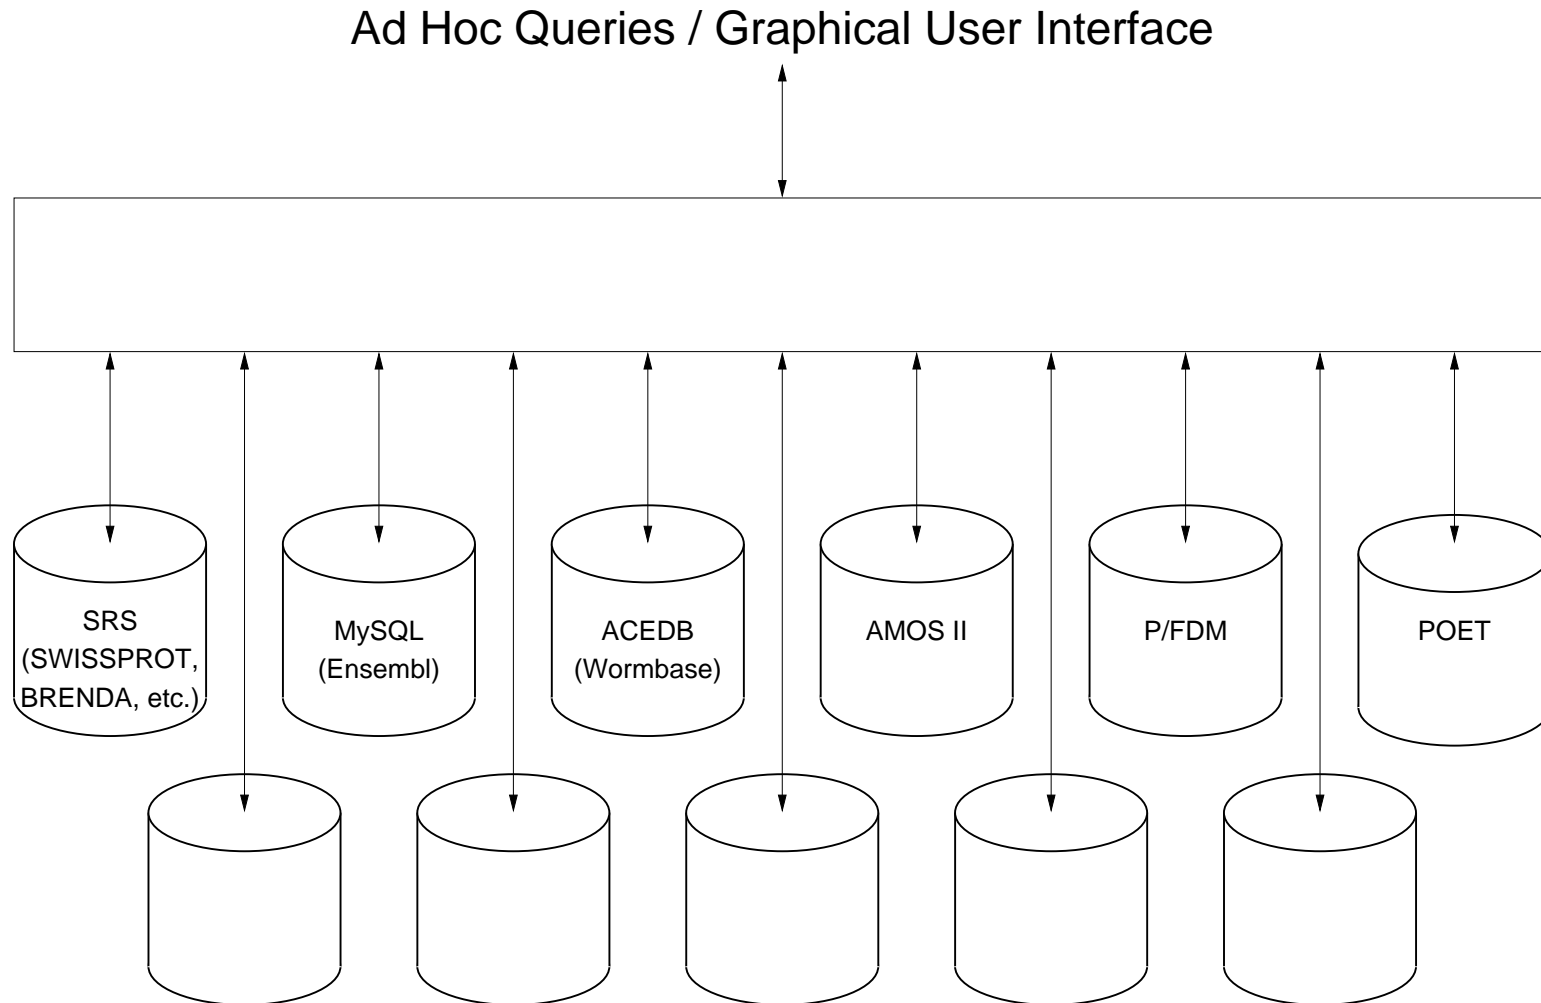 Ad Hoc Queries / Graphical User Interface
SRS
(SWISSPROT,
BRENDA, etc.)
MySQL
(Ensembl)
ACEDB
(Wormbase)
AMOS II
P/FDM
POET